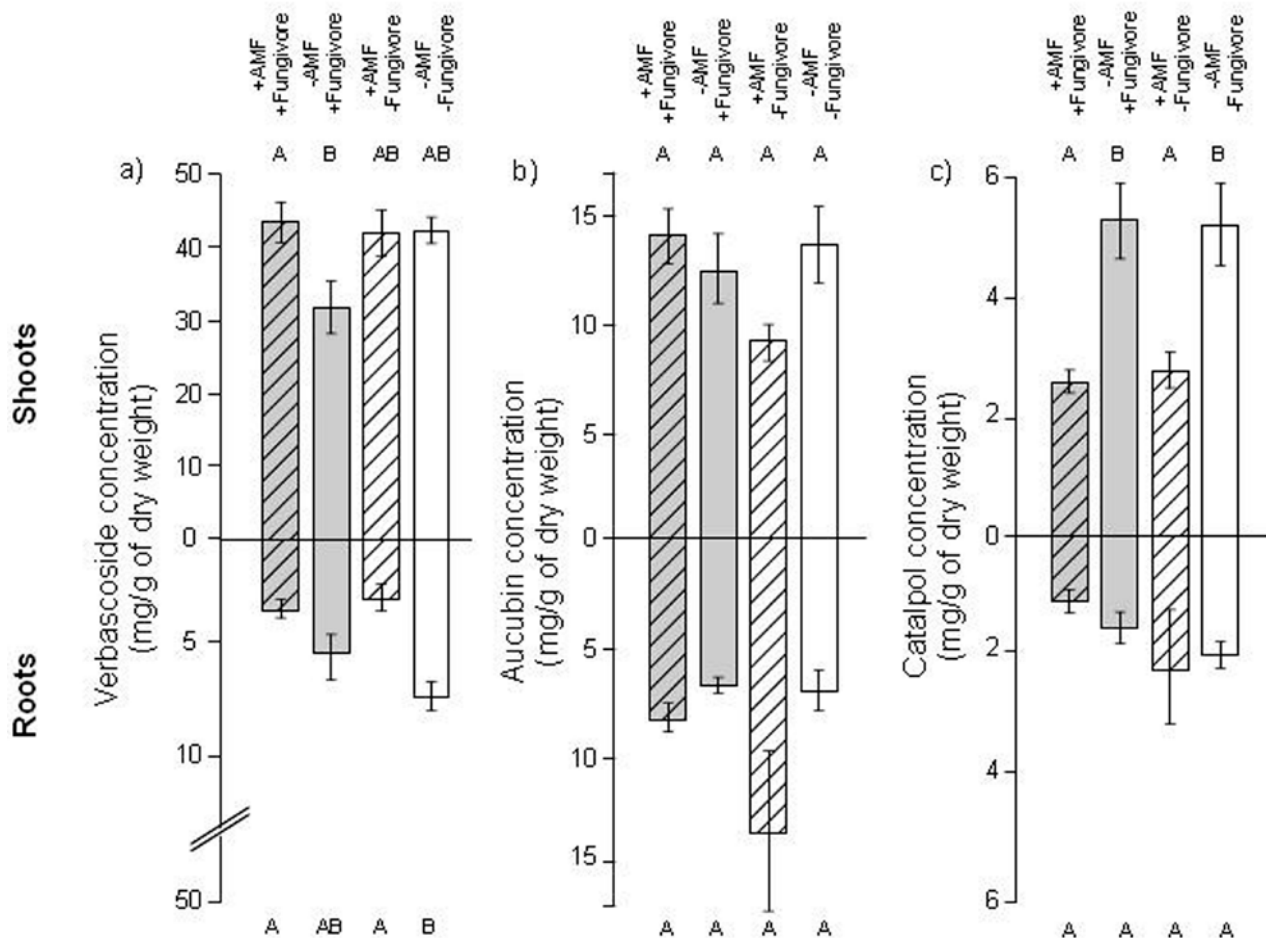 +AMF
+Fungivore
-AMF
+Fungivore
+AMF
-Fungivore
-AMF
-Fungivore
+AMF
+Fungivore
-AMF
+Fungivore
+AMF
-Fungivore
-AMF
-Fungivore
+AMF
+Fungivore
-AMF
+Fungivore
+AMF
-Fungivore
-AMF
-Fungivore
Shoots
Roots
a)
A B AB AB
Verbascoside concentration
(mg/g of dry weight)
50
40
30
20
10
0
5
10
50
A AB A B
b)
A A A A
Aucubin concentration
(mg/g of dry weight)
15
10
5
0
5
10
15
A A A A
c)
A B A B
Catalpol concentration
(mg/g of dry weight)
6
4
2
0
2
4
6
A A A A